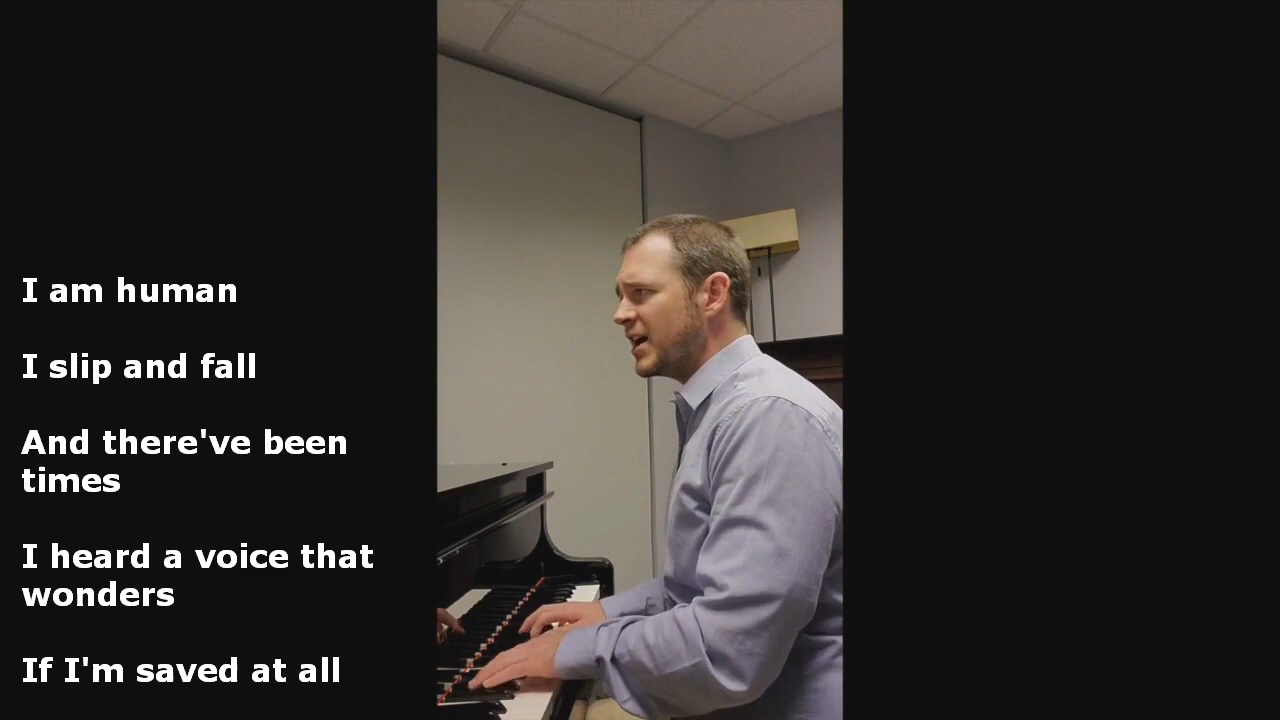 I am human
I slip and fall
And there've been
times
I heard a voice that
wonders
If I'm saved at all